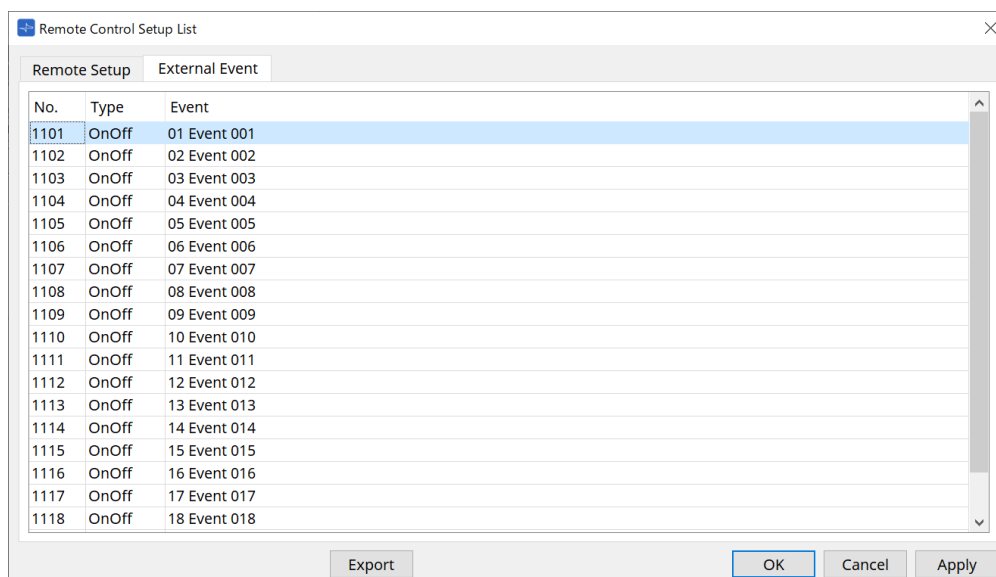 Remote Control Setup List
Remote Setup External Event
No. Type Event
1101 OnOff 01 Event 001
1102 OnOff 02 Event 002
1103 OnOff 03 Event 003
1104 OnOff 04 Event 004
1105 OnOff 05 Event 005
1106 OnOff 06 Event 006
1107 OnOff 07 Event 007
1108 OnOff 08 Event 008
1109 OnOff 09 Event 009
1110 OnOff 10 Event 010
1111 OnOff 11 Event 011
1112 OnOff 12 Event 012
1113 OnOff 13 Event 013
1114 OnOff 14 Event 014
1115 OnOff 15 Event 015
1116 OnOff 16 Event 016
1117 OnOff 17 Event 017
1118 OnOff 18 Event 018
Export OK Cancel Apply